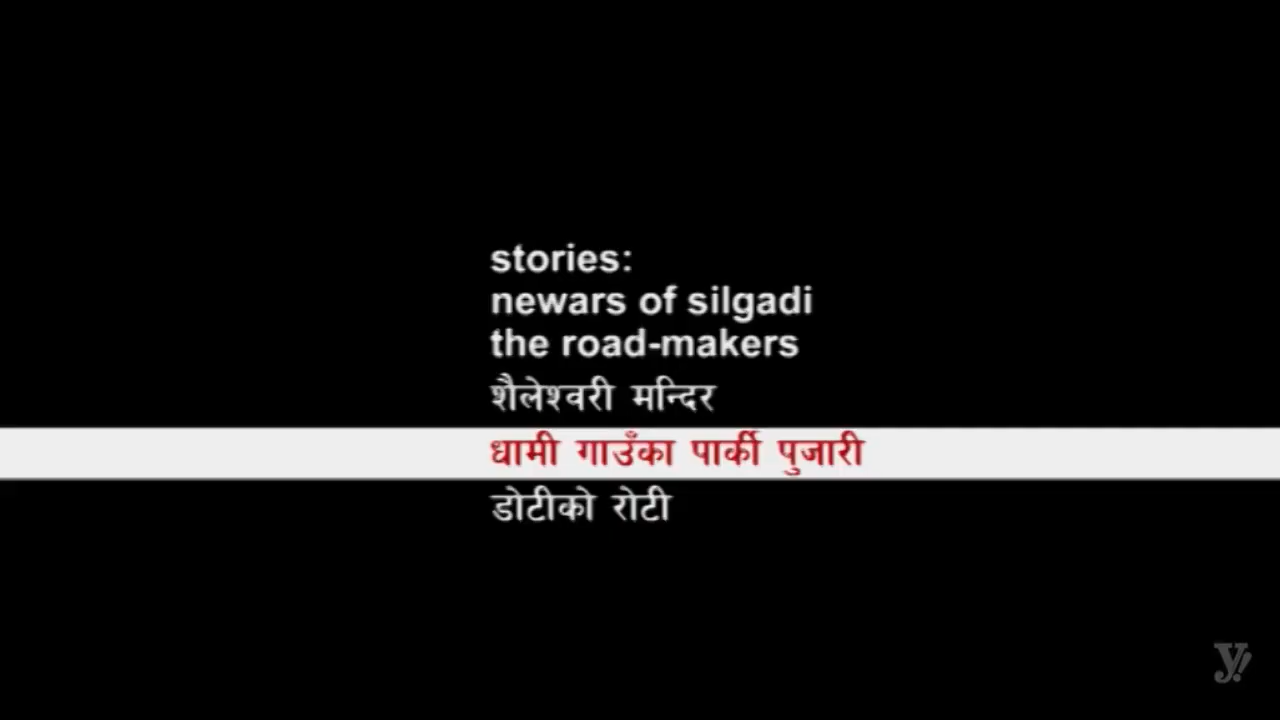 stories:
newars of silgadi
the road-makers
शैलेश्वरी मन्दिर
धामी गाउँका पार्की पुजारी
डोटीको रोटी
y!